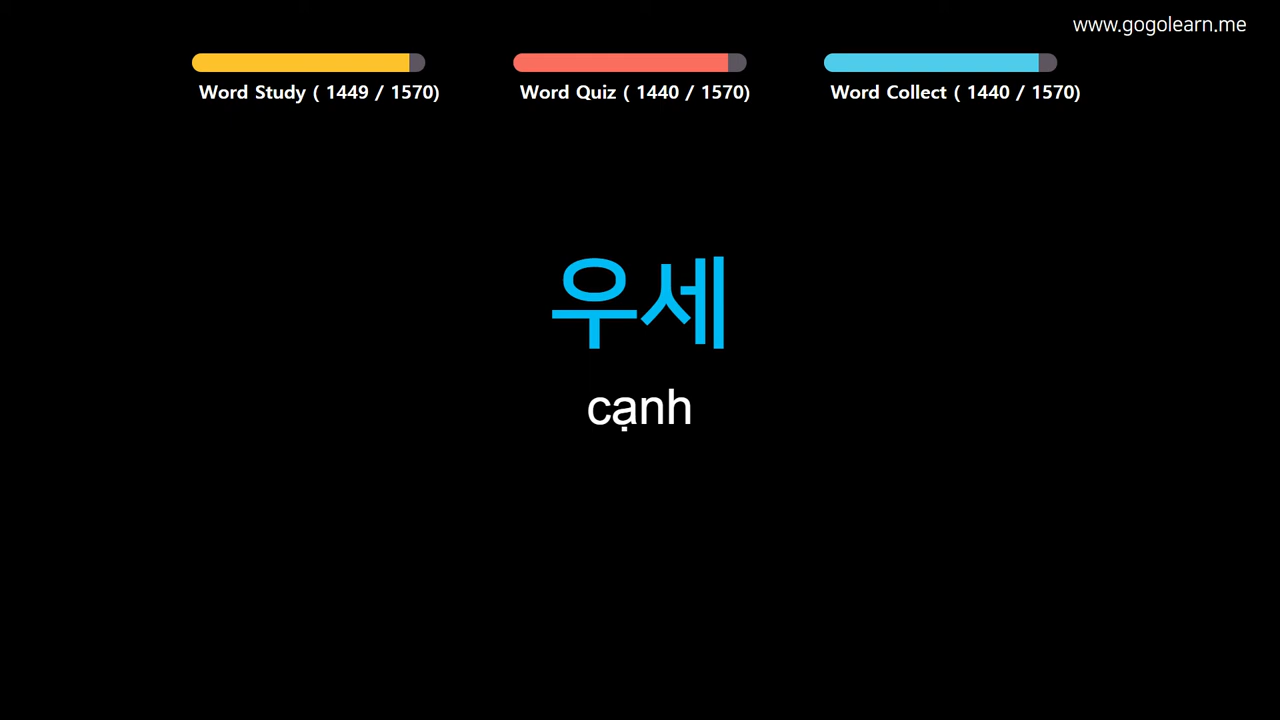 www.gogolearn.me
Word Study ( 1449 / 1570)
Word Quiz ( 1440 / 1570)
Word Collect ( 1440 / 1570)
우세
cạnh